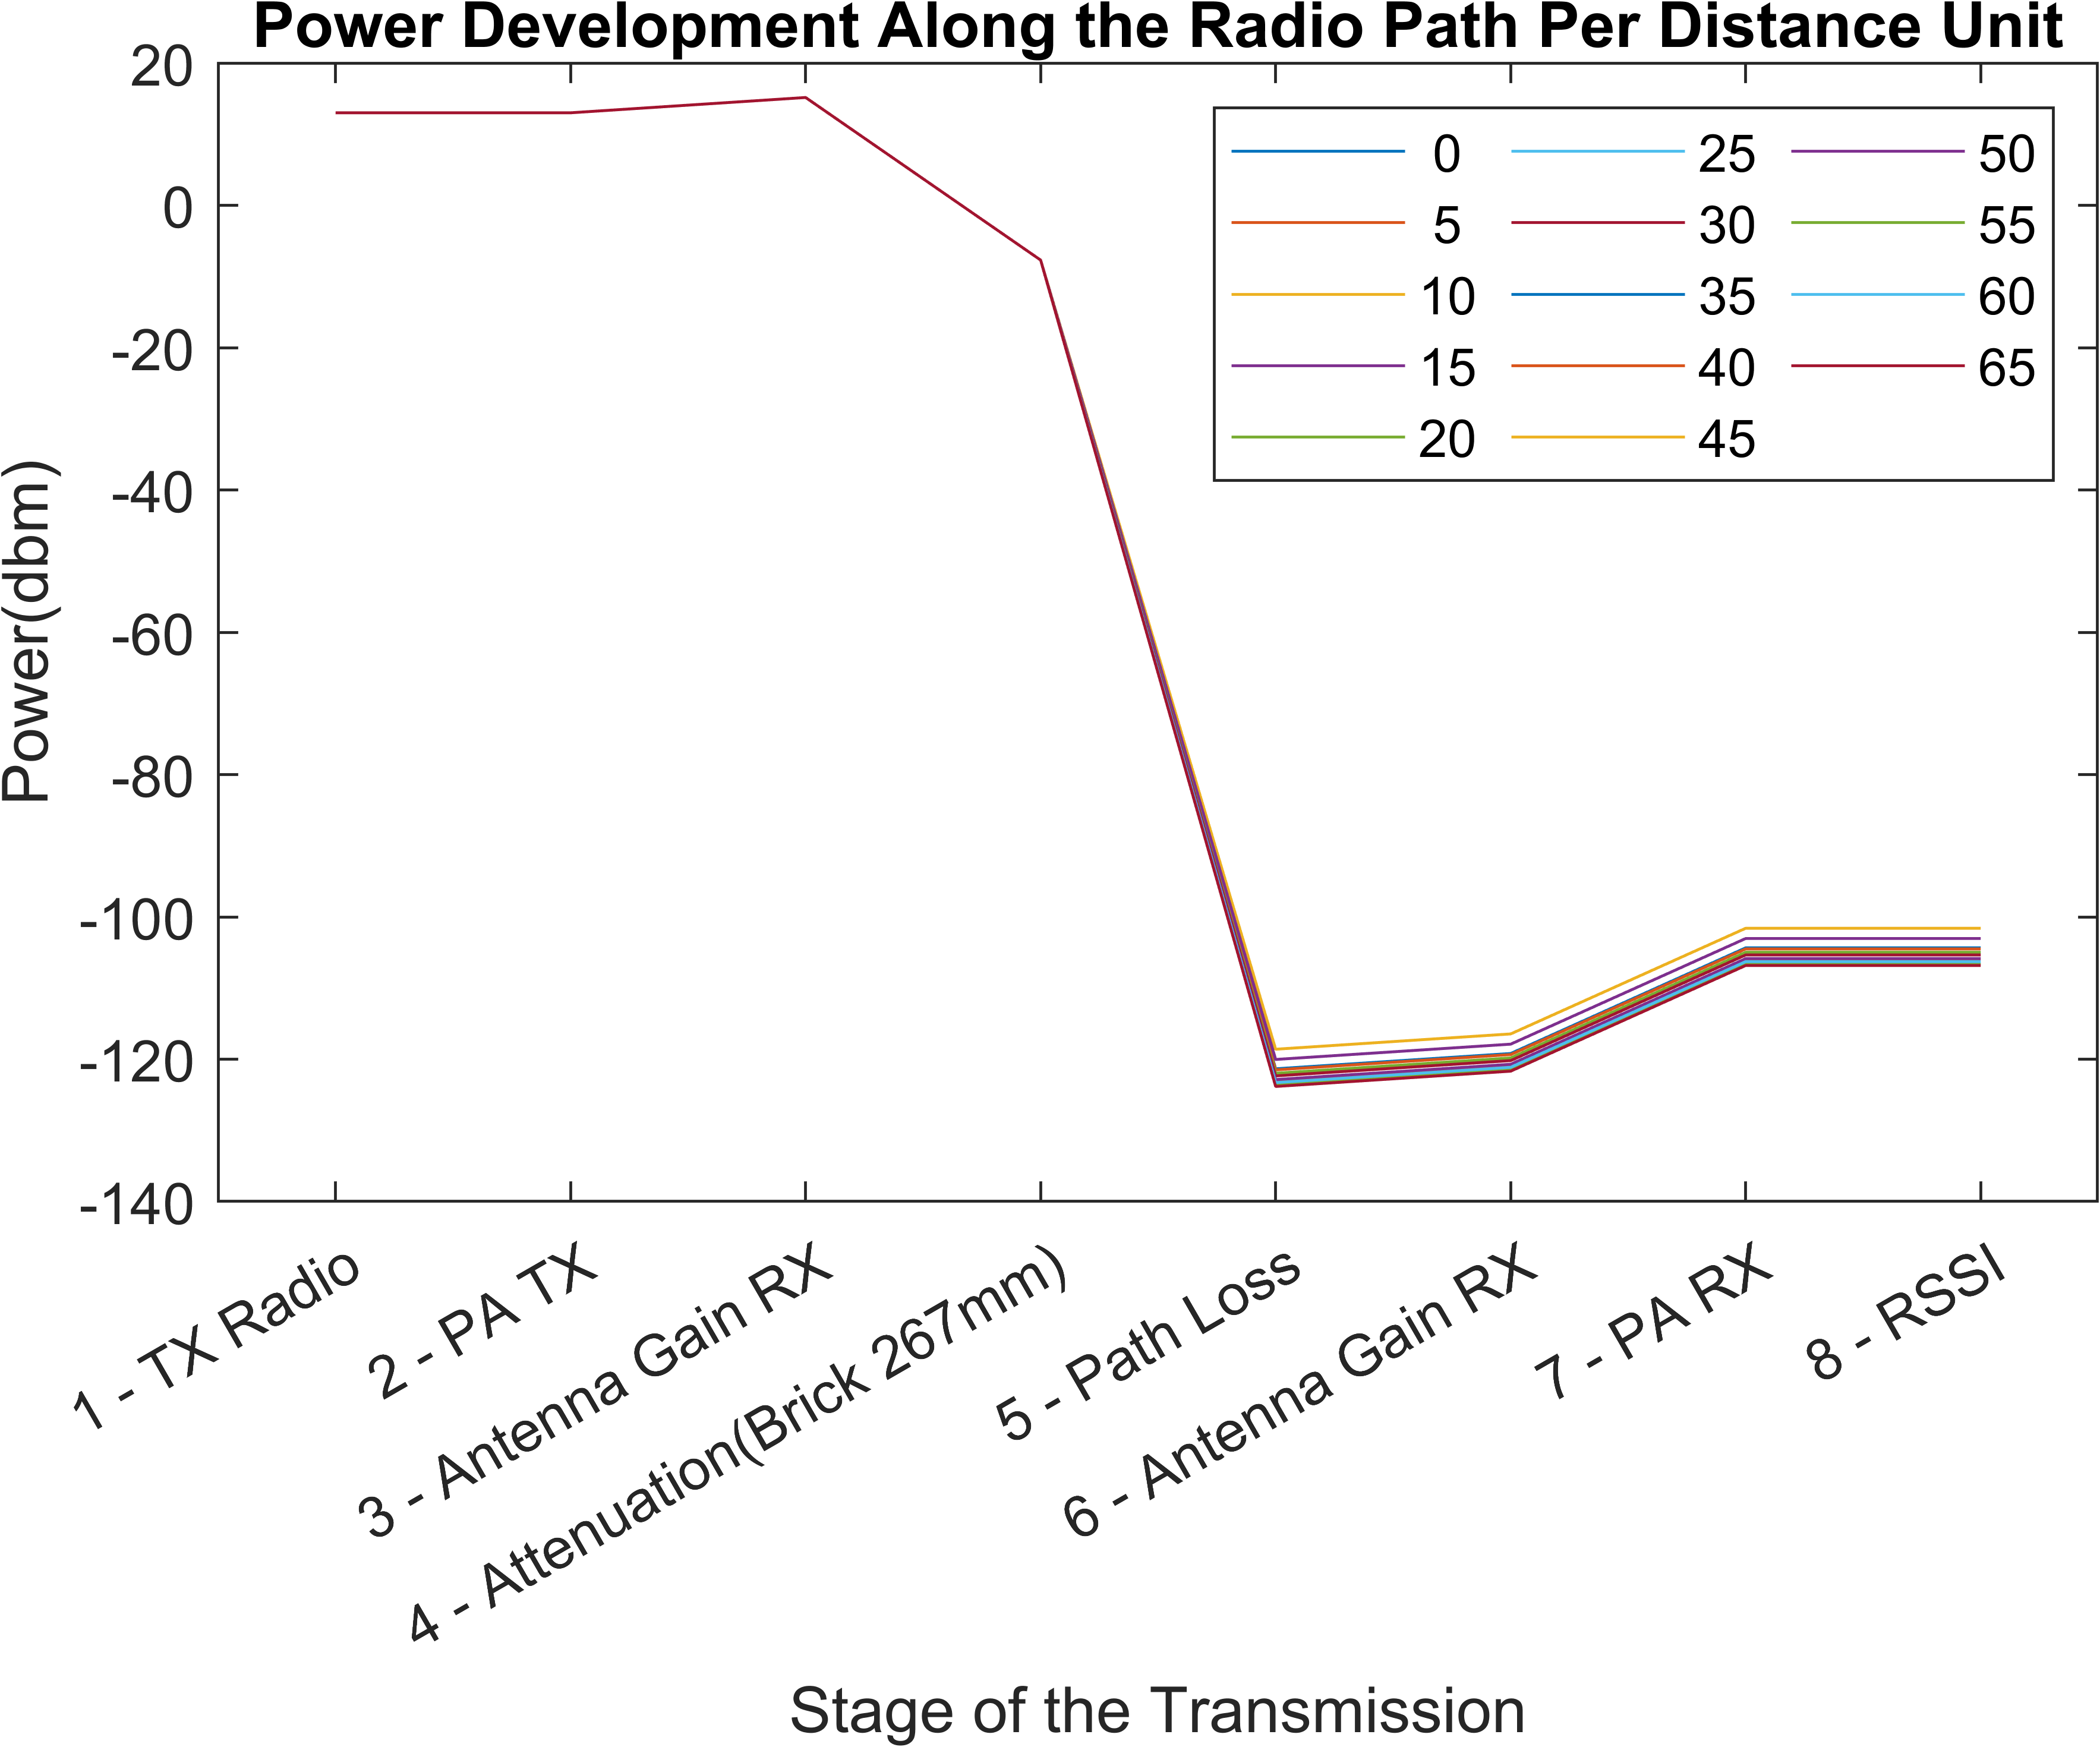 Power Development Along the Radio Path Per Distance Unit
20
0
-20
-40
-60
-80
-100
-120
-140
Power(dbm)
0
5
10
15
20
25
30
35
40
45
50
55
60
65
1 - TX Radio
2 - PA TX
3 - Antenna Gain RX
4 - Attenuation(Brick 267mm)
5 - Path Loss
6 - Antenna Gain RX
7 - PA RX
8 - RSSI
Stage of the Transmission